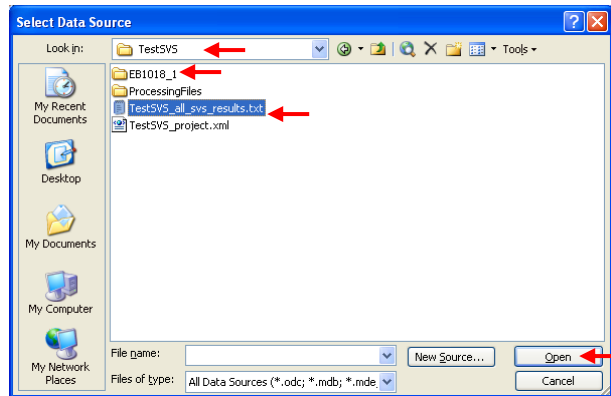 Select Data Source
Look in: TestSVS Tools
EB1018_1
ProcessingFiles
TestSVS_all_svs_results.txt
TestSVS_project.xml
My Recent
Documents
Desktop
My Documents
My Computer
My Network
Places
File name: New Source... Open
Files of type: All Data Sources (*.odc; *.mdb; *.mde; Cancel